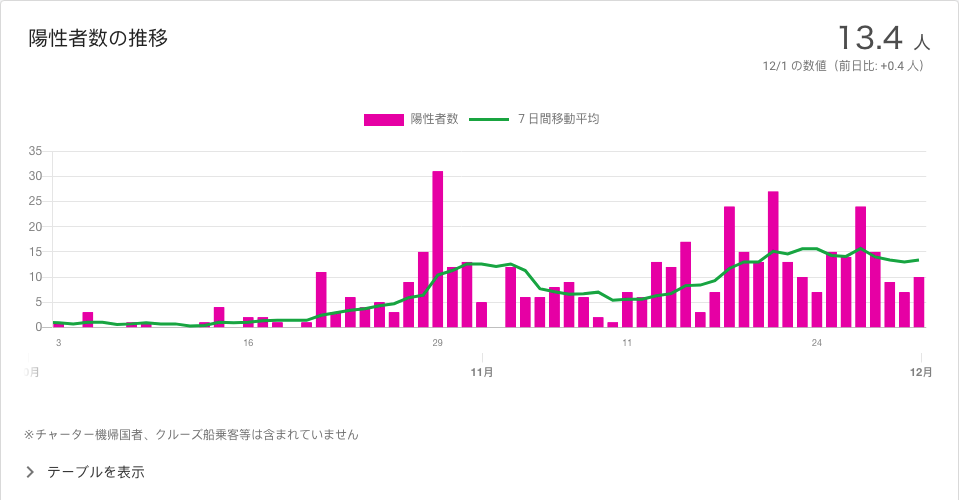 陽性者数の推移
13.4 人
12/1 の数値（前日比: +0.4 人）
陽性者数 7 日間移動平均
35
30
25
20
15
10
5
0
3 16 29 11 24
月 11月 12月
※チャーター機帰国者、クルーズ船乗客等は含まれていません
テーブルを表示